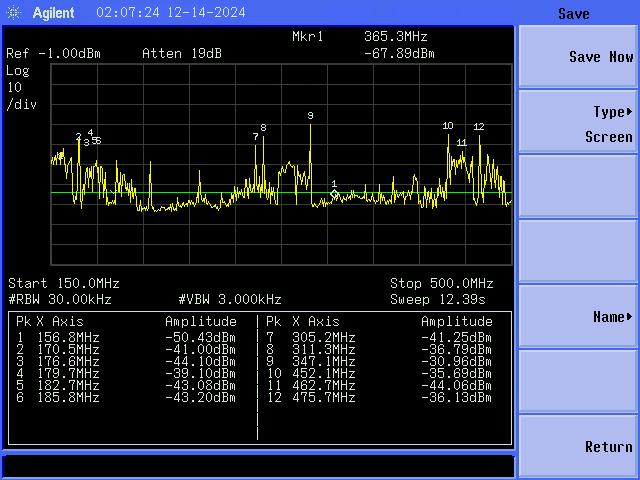 Agilent 02:07:24 12-14-2024 Save
Mkr1 365.3MHz
Ref -1.00dBm Atten 19dB -67.89dBm
Save Now
Log
10
/div
Type
Screen
9
10 12
8
7
11
4
2 3 5 6
1
Start 150.0MHz Stop 500.0MHz
#RBW 30.00kHz #VBW 3.000kHz Sweep 12.39s
Name
Pk X Axis Amplitude Pk X Axis Amplitude
1 156.8MHz -50.43dBm 7 305.2MHz -41.25dBm
2 170.5MHz -41.00dBm 8 311.3MHz -36.79dBm
3 176.6MHz -44.10dBm 9 347.1MHz -30.96dBm
4 179.7MHz -39.10dBm 10 452.1MHz -35.69dBm
5 182.7MHz -43.08dBm 11 462.7MHz -44.06dBm
6 185.8MHz -43.20dBm 12 475.7MHz -36.13dBm
Return